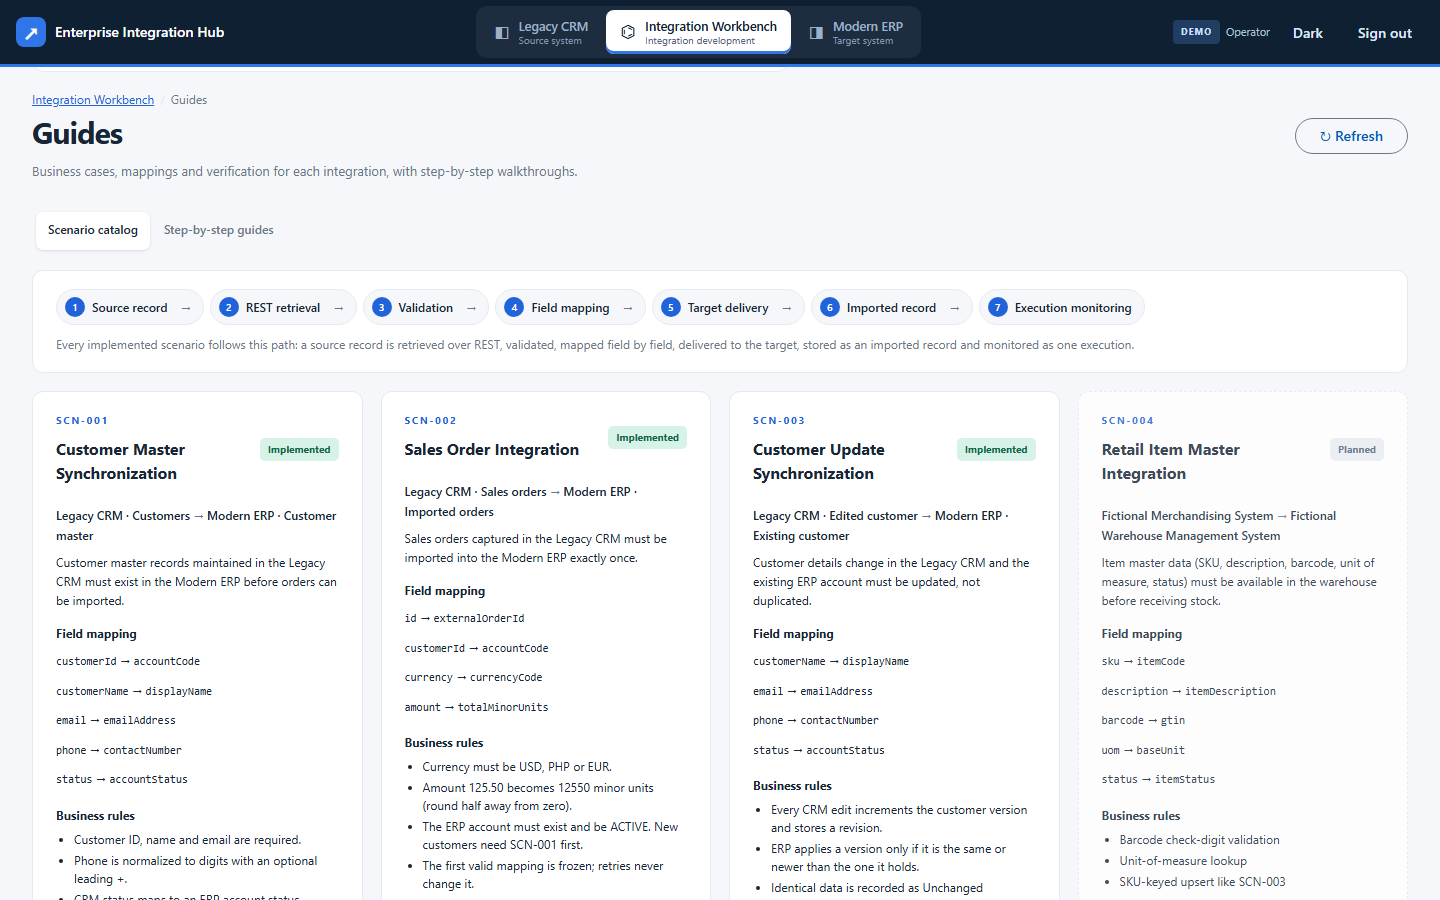 Enterprise Integration Hub
Legacy CRM
Source system
Integration Workbench
Integration development
Modern ERP
Target system
DEMO
Operator
Dark
Sign out
Integration Workbench / Guides
Guides
↻ Refresh
Business cases, mappings and verification for each integration, with step-by-step walkthroughs.
Scenario catalog
Step-by-step guides
1 Source record →
2 REST retrieval →
3 Validation →
4 Field mapping →
5 Target delivery →
6 Imported record →
7 Execution monitoring
Every implemented scenario follows this path: a source record is retrieved over REST, validated, mapped field by field, delivered to the target, stored as an imported record and monitored as one execution.
SCN-001
Customer Master
Synchronization
Implemented
Legacy CRM · Customers → Modern ERP · Customer
master
Customer master records maintained in the Legacy
CRM must exist in the Modern ERP before orders can
be imported.
Field mapping
customerId → accountCode
customerName → displayName
email → emailAddress
phone → contactNumber
status → accountStatus
Business rules
• Customer ID, name and email are required.
• Phone is normalized to digits with an optional
leading +.
• CRM status maps to an ERP account status.
SCN-002
Sales Order Integration
Implemented
Legacy CRM · Sales orders → Modern ERP ·
Imported orders
Sales orders captured in the Legacy CRM must be
imported into the Modern ERP exactly once.
Field mapping
id → externalOrderId
customerId → accountCode
currency → currencyCode
amount → totalMinorUnits
Business rules
• Currency must be USD, PHP or EUR.
• Amount 125.50 becomes 12550 minor units
(round half away from zero).
• The ERP account must exist and be ACTIVE. New
customers need SCN-001 first.
• The first valid mapping is frozen; retries never
change it.
SCN-003
Customer Update
Synchronization
Implemented
Legacy CRM · Edited customer → Modern ERP ·
Existing customer
Customer details change in the Legacy CRM and the
existing ERP account must be updated, not
duplicated.
Field mapping
customerName → displayName
email → emailAddress
phone → contactNumber
status → accountStatus
Business rules
• Every CRM edit increments the customer version
and stores a revision.
• ERP applies a version only if it is the same or
newer than the one it holds.
• Identical data is recorded as Unchanged
SCN-004
Retail Item Master
Integration
Planned
Fictional Merchandising System → Fictional
Warehouse Management System
Item master data (SKU, description, barcode, unit of
measure, status) must be available in the warehouse
before receiving stock.
Field mapping
sku → itemCode
description → itemDescription
barcode → gtin
uom → baseUnit
status → itemStatus
Business rules
• Barcode check-digit validation
• Unit-of-measure lookup
• SKU-keyed upsert like SCN-003